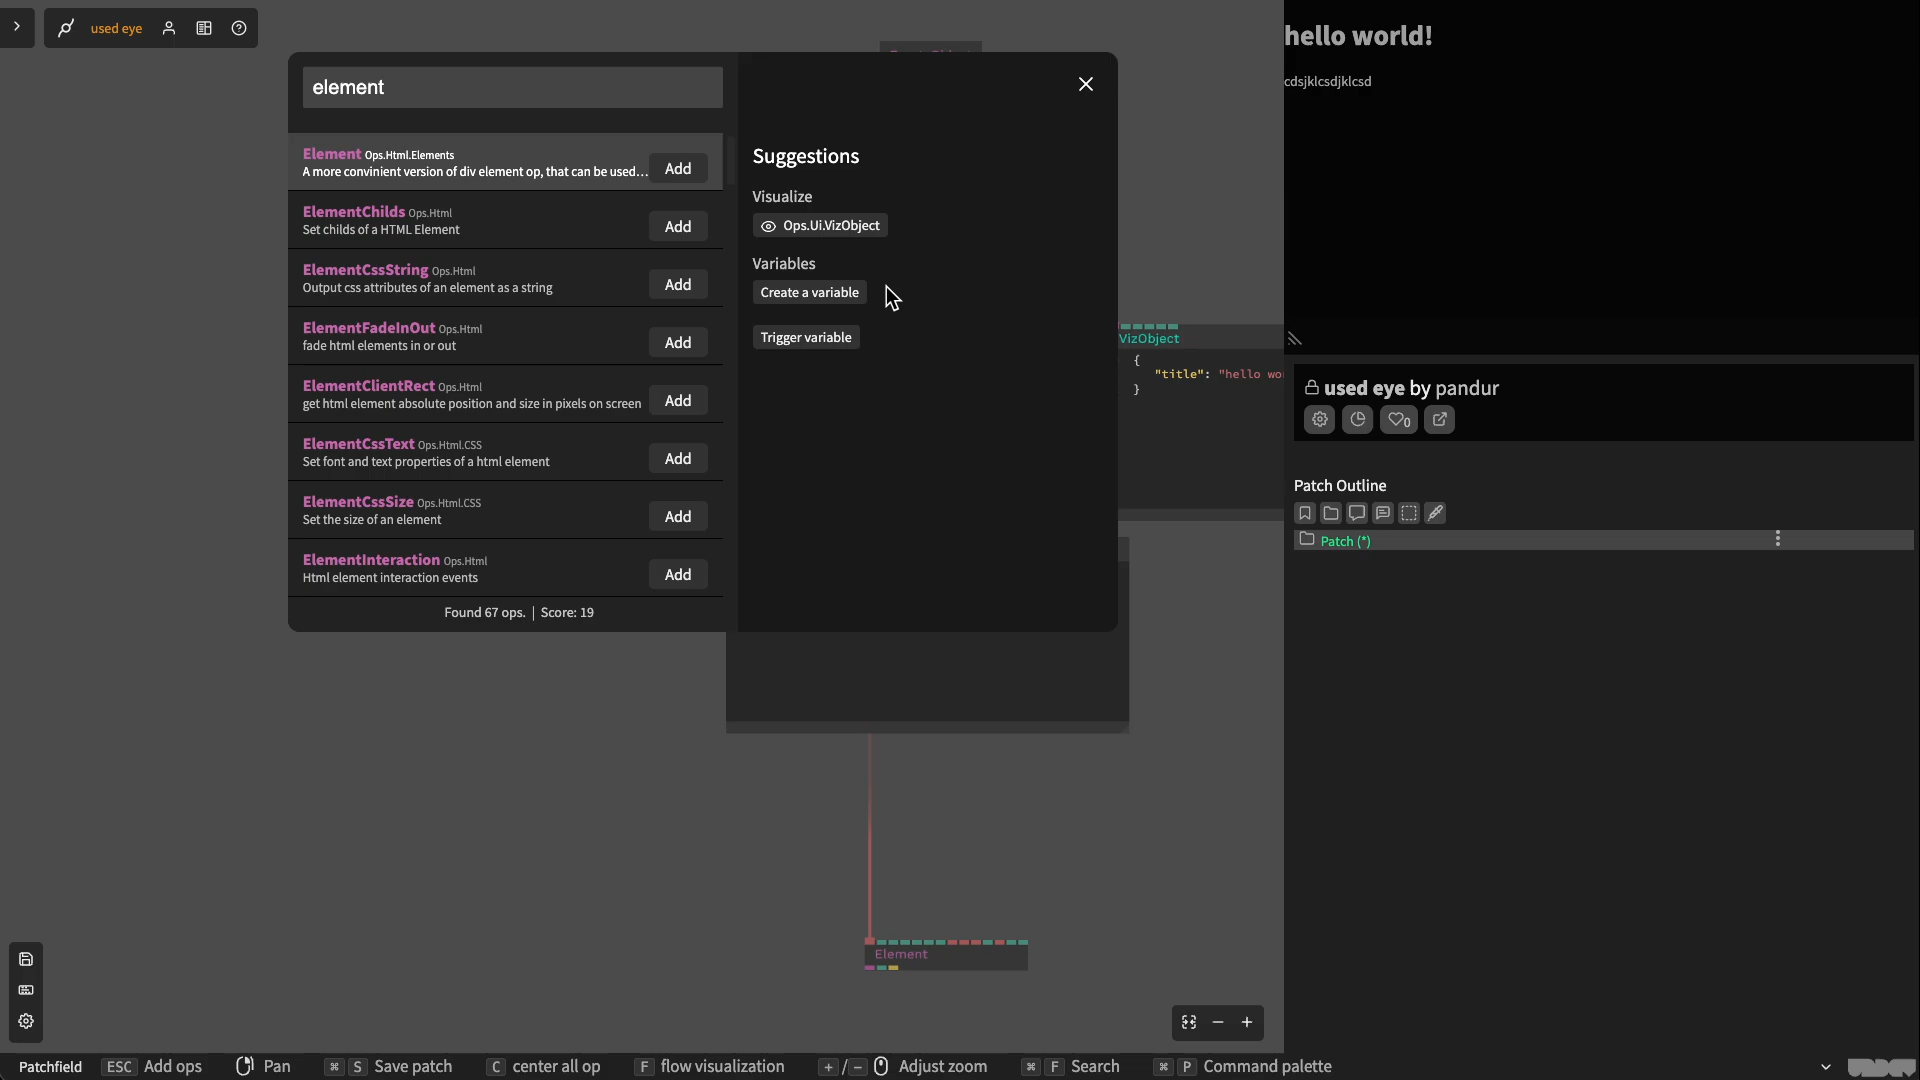 used eye
element
Element Ops.Html.Elements
A more convinient version of div element op, that can be used...
Add
ElementChilds Ops.Html
Set childs of a HTML Element
Add
ElementCssString Ops.Html
Output css attributes of an element as a string
Add
ElementFadeInOut Ops.Html
fade html elements in or out
Add
ElementClientRect Ops.Html
get html element absolute position and size in pixels on screen
Add
ElementCssText Ops.Html.CSS
Set font and text properties of a html element
Add
ElementCssSize Ops.Html.CSS
Set the size of an element
Add
ElementInteraction Ops.Html
Html element interaction events
Add
Found 67 ops. | Score: 19
Suggestions
Visualize
Ops.Ui.VizObject
Variables
Create a variable
Trigger variable
VizObject
{
"title": "hello wo
}
Element
hello world!
cdsjklcsdjklcsd
used eye by pandur
0
Patch Outline
Patch (*)
Patchfield ESC Add ops Pan ⌘ S Save patch C center all op F flow visualization + / − Adjust zoom ⌘ F Search ⌘ P Command palette